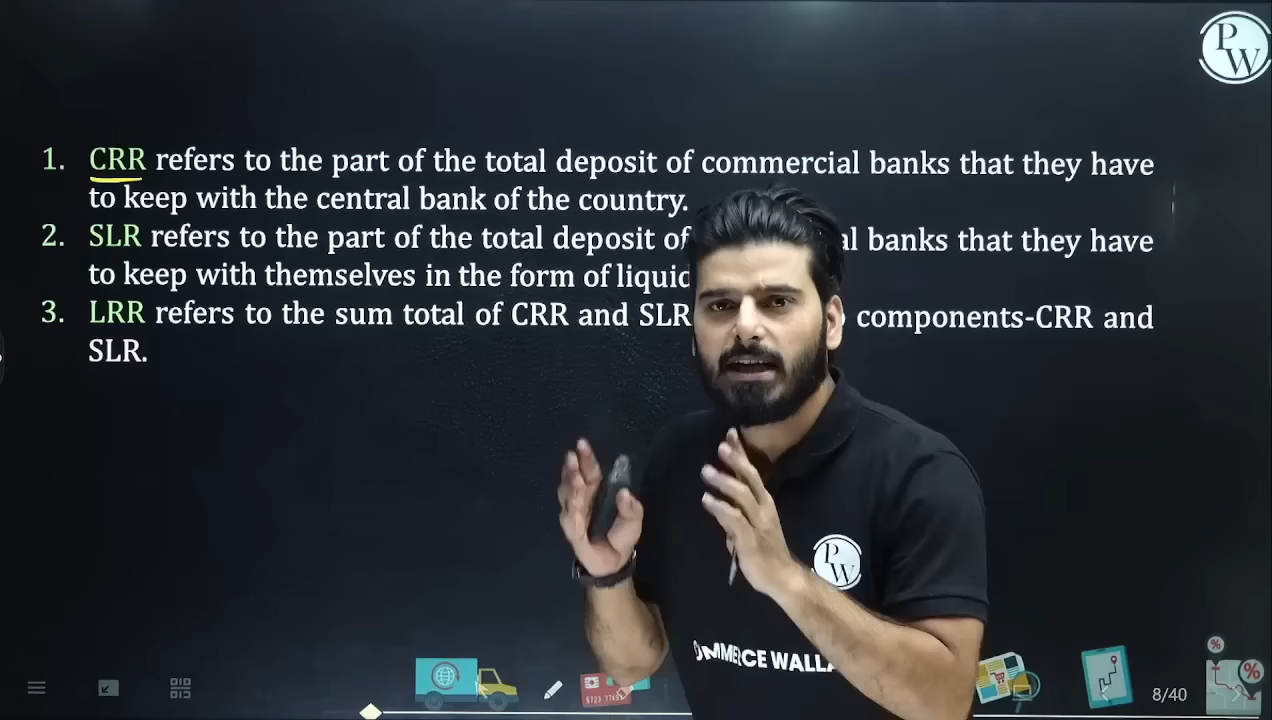 P
W
1. CRR refers to the part of the total deposit of commercial banks that they have
to keep with the central bank of the country.
2. SLR refers to the part of the total deposit of al banks that they have
to keep with themselves in the form of liquid
3. LRR refers to the sum total of CRR and SLR components-CRR and
SLR.
P
W
OMMERCE WALLA
8/40
%
%